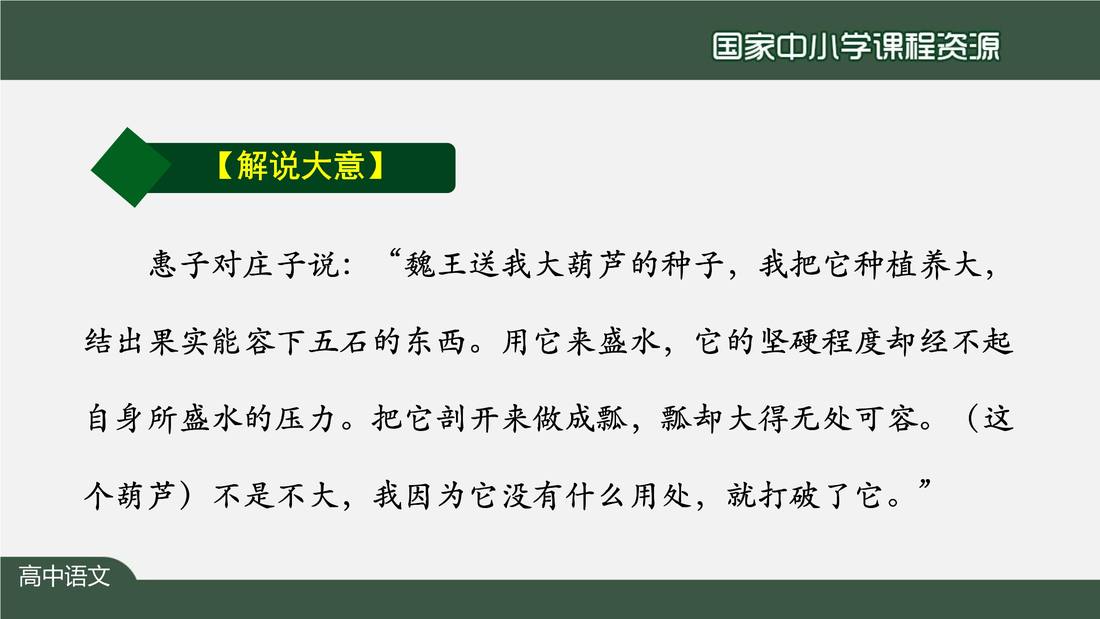 国家中小学课程资源
【解说大意】
惠子对庄子说：“魏王送我大葫芦的种子，我把它种植养大，
结出果实能容下五石的东西。用它来盛水，它的坚硬程度却经不起
自身所盛水的压力。把它剖开来做成瓢，瓢却大得无处可容。（这
个葫芦）不是不大，我因为它没有什么用处，就打破了它。”
高中语文